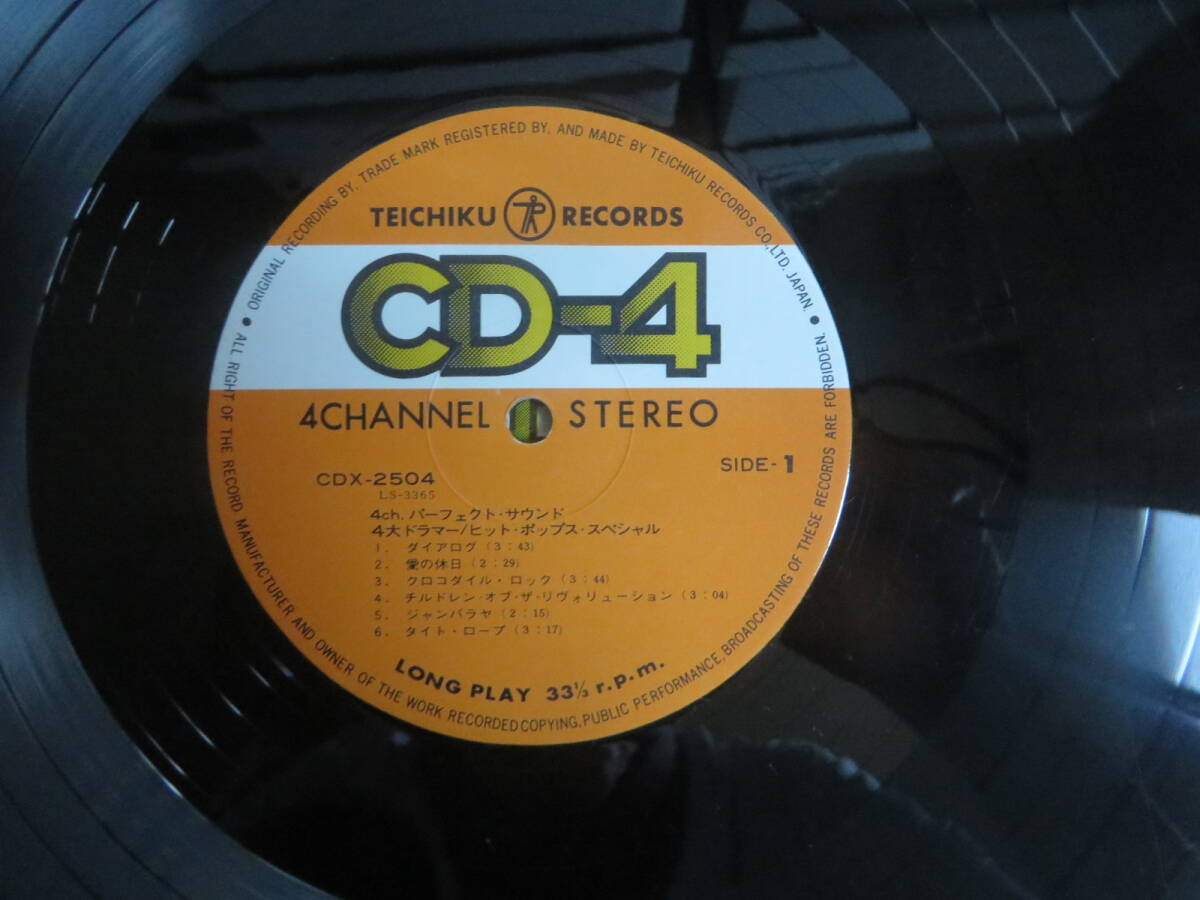 ORIGINAL RECORDING BY, TRADE MARK REGISTERED BY, AND MADE BY TEICHIKU RECORDS CO., LTD. JAPAN.
TEICHIKU RECORDS
CD-4
4CHANNEL STEREO
CDX-2504
SIDE-1
LS-3365
4ch. パーフェクト・サウンド
4大ドラマー/ヒット・ポップス・スペシャル
1. ダイアログ (3:43)
2. 愛の休日 (2:29)
3. クロコダイル・ロック (3:44)
4. チルドレン・オブ・ザ・リヴォリューション (3:04)
5. ジャンバラヤ (2:15)
6. タイト・ロープ (3:17)
LONG PLAY 33⅓ r.p.m.
ALL RIGHT OF THE RECORD MANUFACTURER AND OWNER OF THE WORK RECORDED COPYING, PUBLIC PERFORMANCE, BROADCASTING OF THESE RECORDS ARE FORBIDDEN.